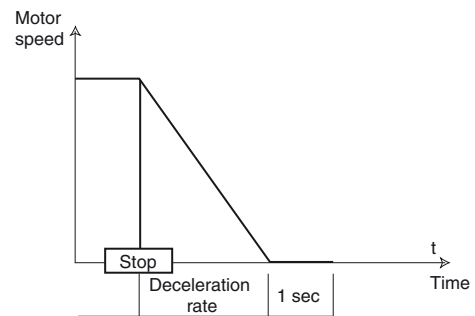 Motor
speed
t
Stop
Time
Deceleration
rate
1 sec